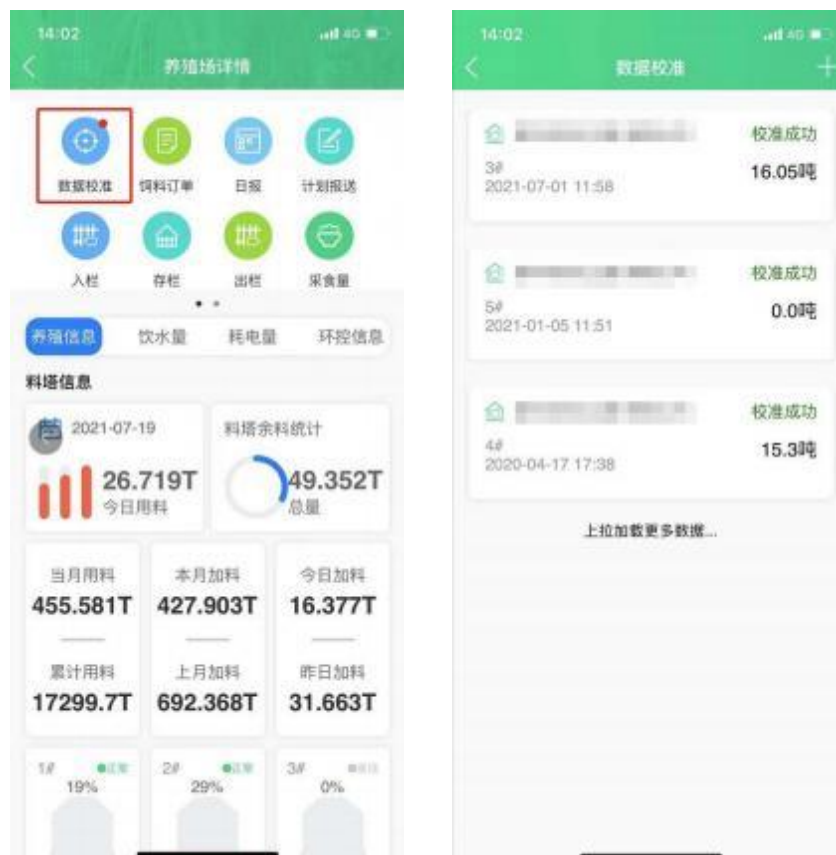 14:02
4G
养殖场详情
数据校准
饲料订单
日报
计划报送
入栏
存栏
出栏
采食量
养殖信息
饮水量
耗电量
环控信息
料塔信息
2021-07-19
26.719T
今日用料
料塔余料统计
49.352T
总量
当月用料
455.581T
本月加料
427.903T
今日加料
16.377T
累计用料
17299.7T
上月加料
692.368T
昨日加料
31.663T
1#
正常
19%
2#
正常
29%
3#
0%
14:02
4G
数据校准
校准成功
3#
16.05吨
2021-07-01 11:58
校准成功
5#
0.0吨
2021-01-05 11:51
校准成功
4#
15.3吨
2020-04-17 17:38
上拉加载更多数据...